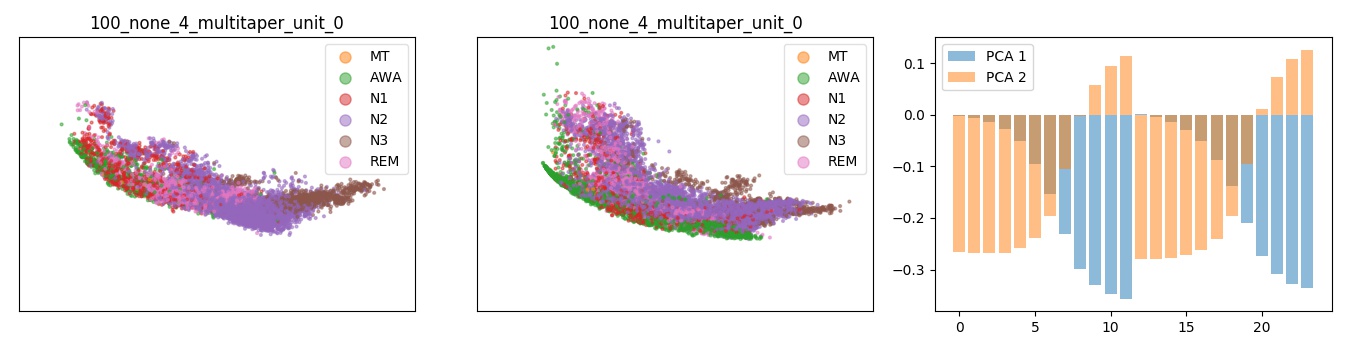 100_none_4_multitaper_unit_0
MT
AWA
N1
N2
N3
REM
100_none_4_multitaper_unit_0
MT
AWA
N1
N2
N3
REM
PCA 1
PCA 2
0.1
0.0
−0.1
−0.2
−0.3
0 5 10 15 20